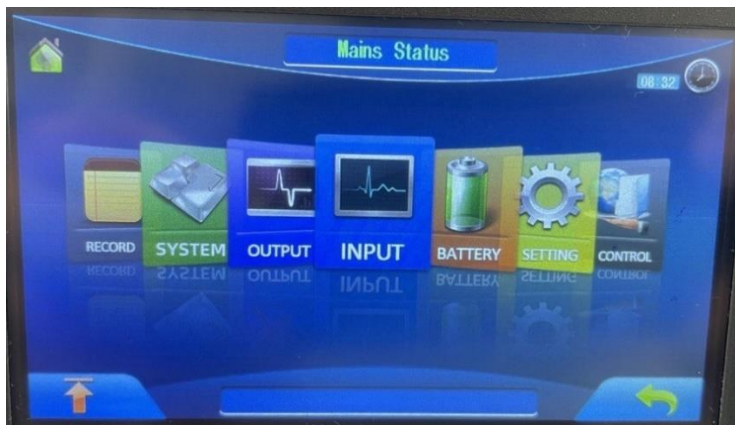 Mains Status
08:32
RECORD
SYSTEM
OUTPUT
INPUT
BATTERY
SETTING
CONTROL